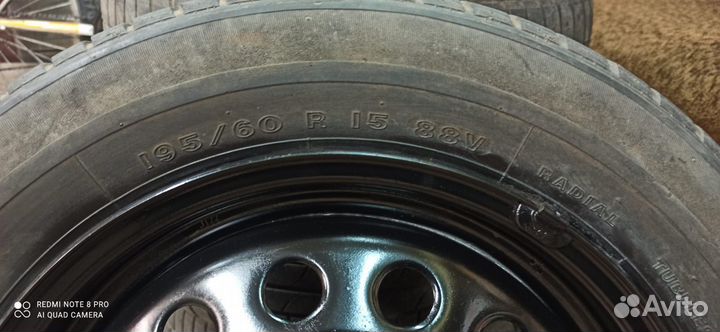 195/60 R 15 88V
RADIAL
REDMI NOTE 8 PRO
AI QUAD CAMERA
Avito